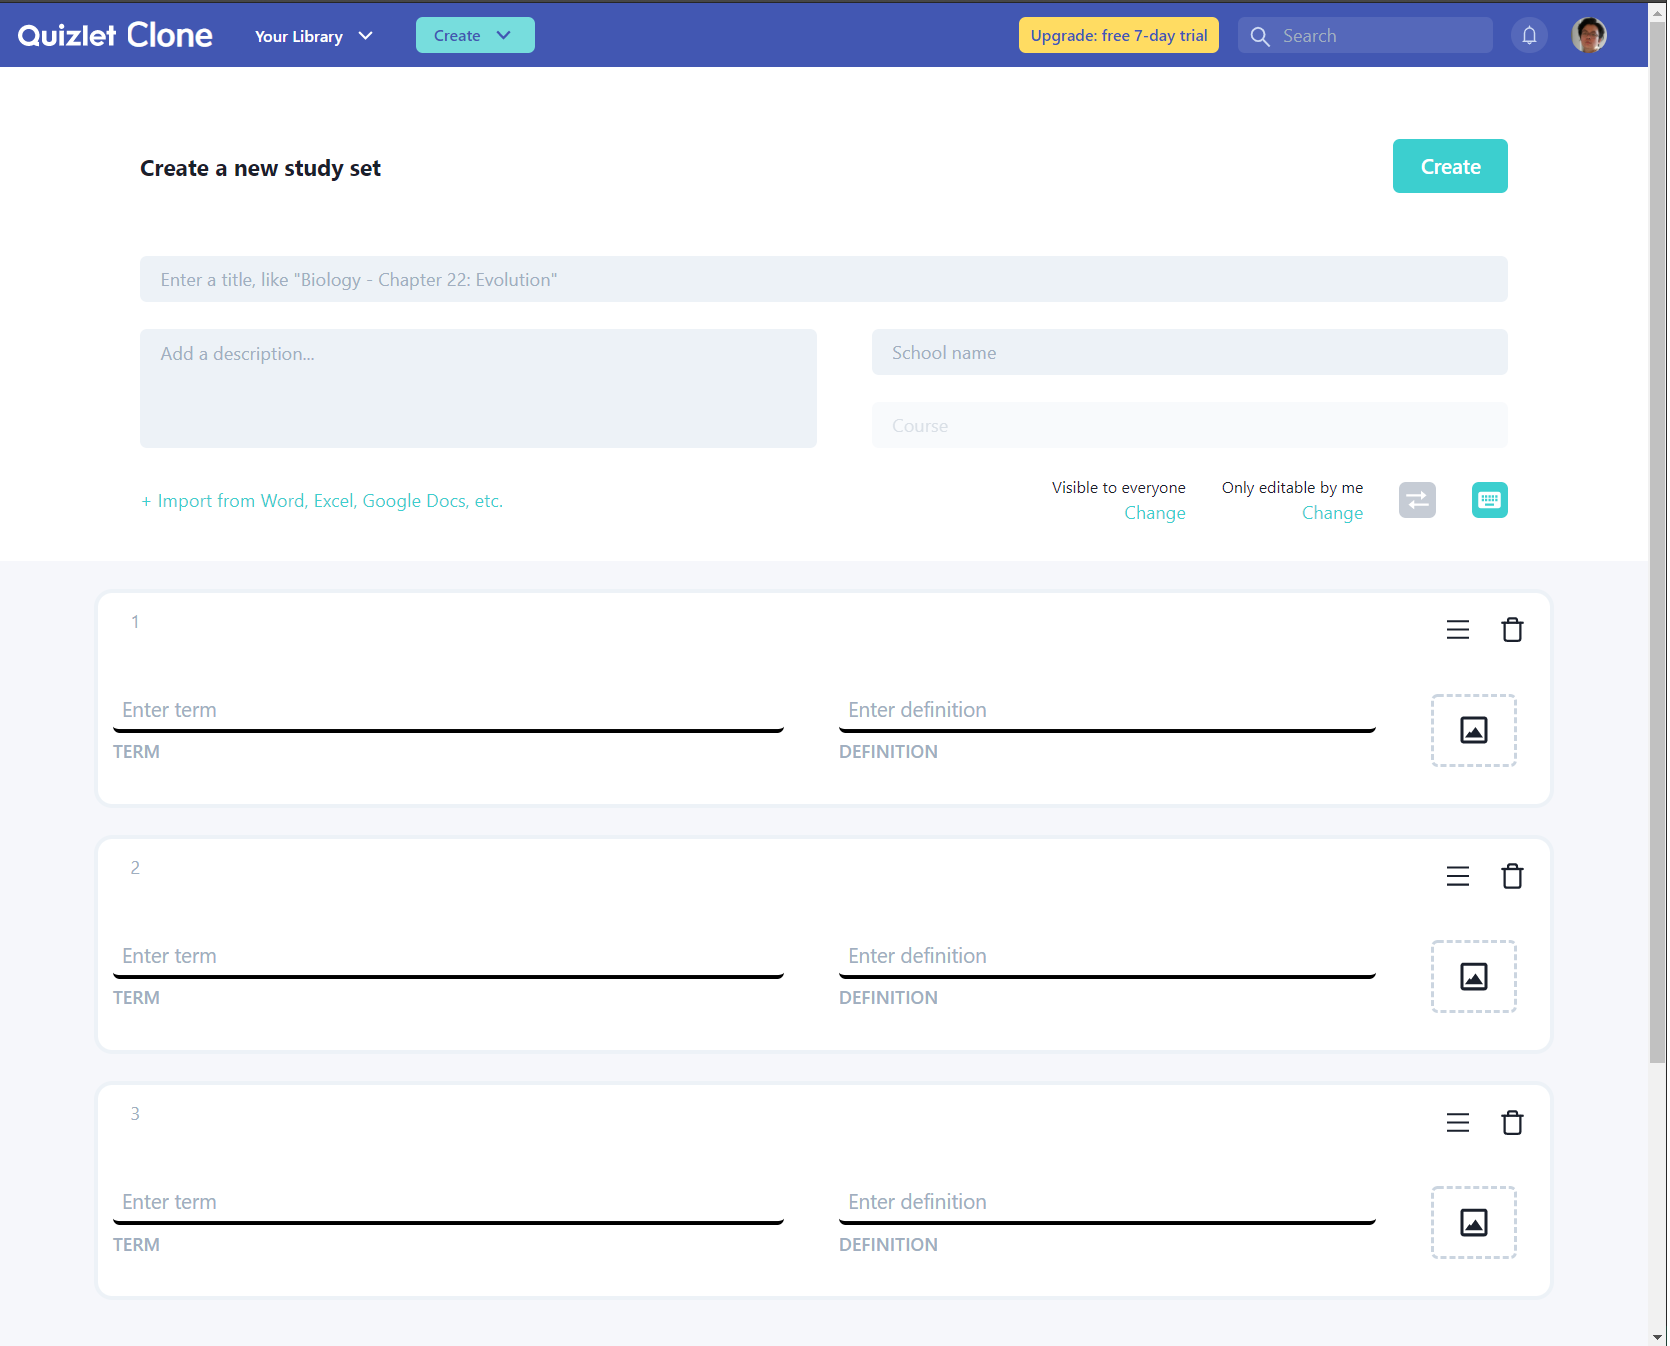 Quizlet Clone
Your Library
Create
Upgrade: free 7-day trial
Search
Create a new study set
Create
Enter a title, like "Biology - Chapter 22: Evolution"
Add a description...
School name
Course
+ Import from Word, Excel, Google Docs, etc.
Visible to everyone
Change
Only editable by me
Change
1
Enter term
TERM
Enter definition
DEFINITION
2
Enter term
TERM
Enter definition
DEFINITION
3
Enter term
TERM
Enter definition
DEFINITION